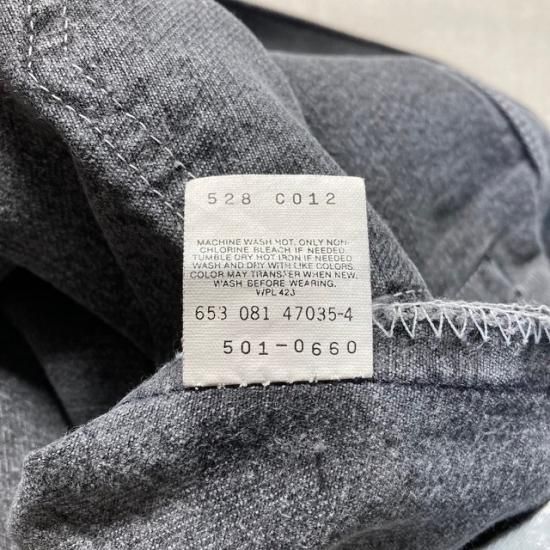 528 C012
MACHINE WASH HOT. ONLY NON-
CHLORINE BLEACH IF NEEDED.
TUMBLE DRY HOT IRON IF NEEDED.
WASH AND DRY WITH LIKE COLORS.
COLOR MAY TRANSFER WHEN NEW.
WASH BEFORE WEARING.
WPL 423
653 081 47035-4
501-0660